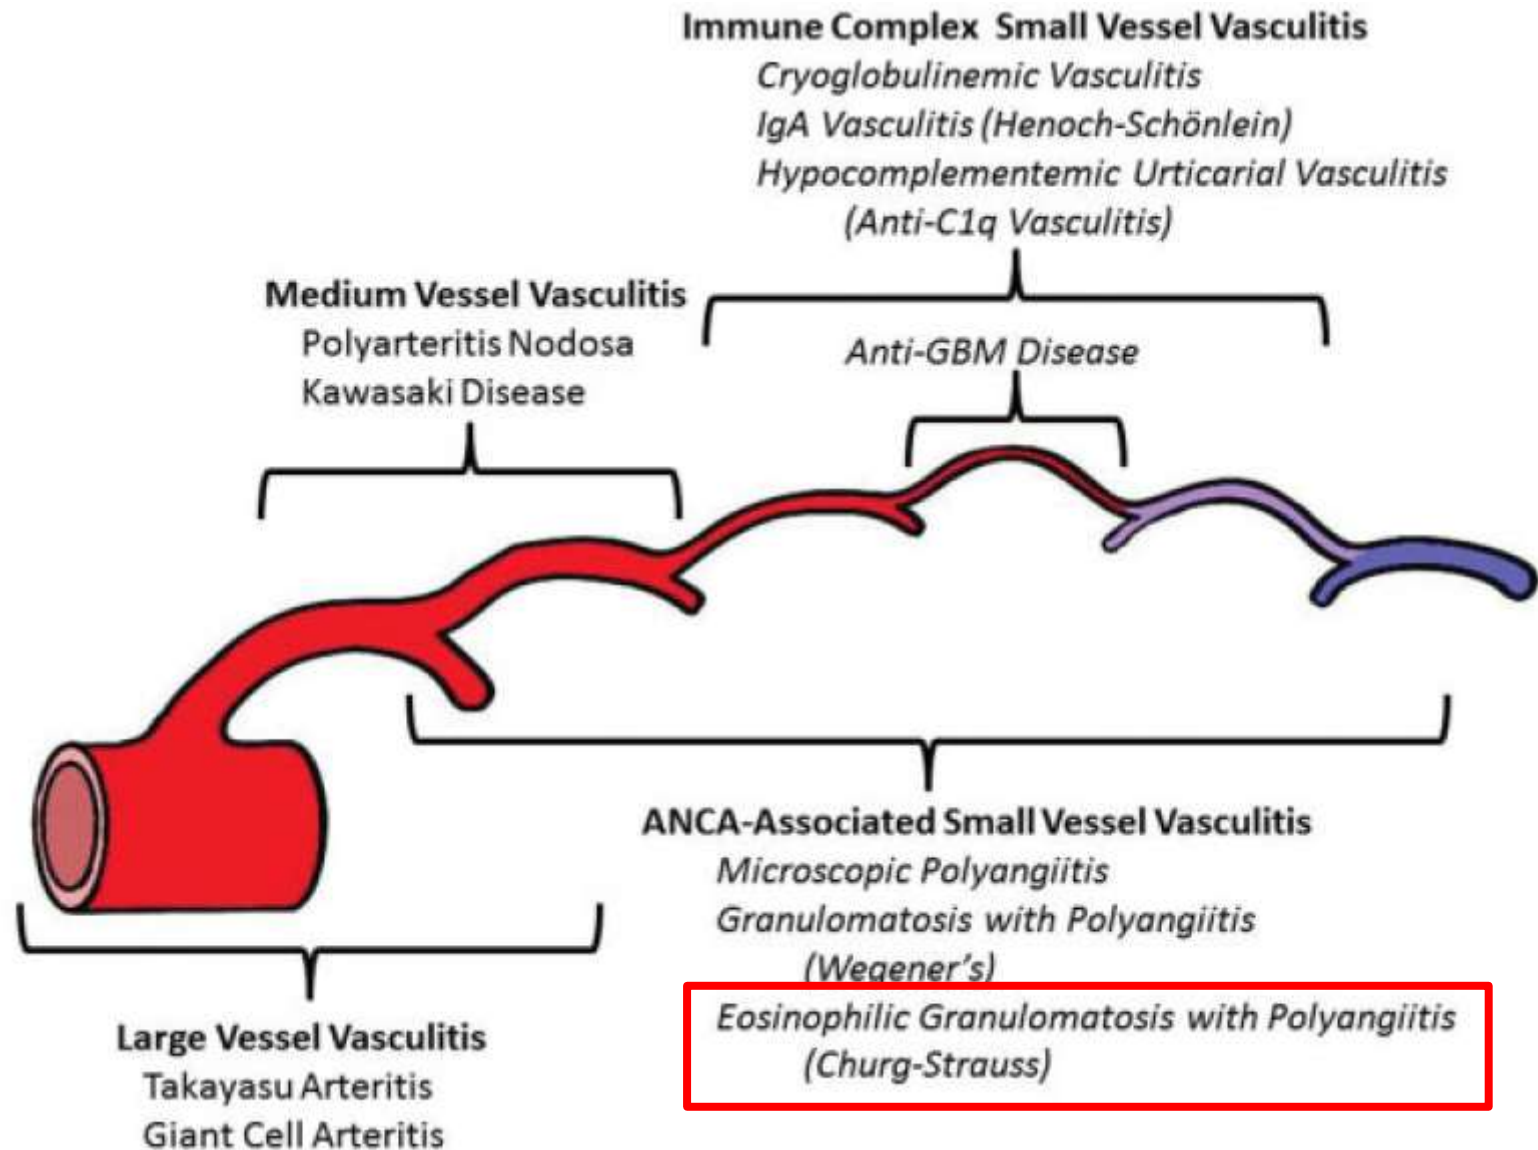 Immune Complex Small Vessel Vasculitis
Cryoglobulinemic Vasculitis
IgA Vasculitis (Henoch-Schönlein)
Hypocomplementemic Urticarial Vasculitis
(Anti-C1q Vasculitis)
Medium Vessel Vasculitis
Polyarteritis Nodosa
Kawasaki Disease
Anti-GBM Disease
ANCA-Associated Small Vessel Vasculitis
Microscopic Polyangiitis
Granulomatosis with Polyangiitis
(Wegener's)
Eosinophilic Granulomatosis with Polyangiitis
(Churg-Strauss)
Large Vessel Vasculitis
Takayasu Arteritis
Giant Cell Arteritis